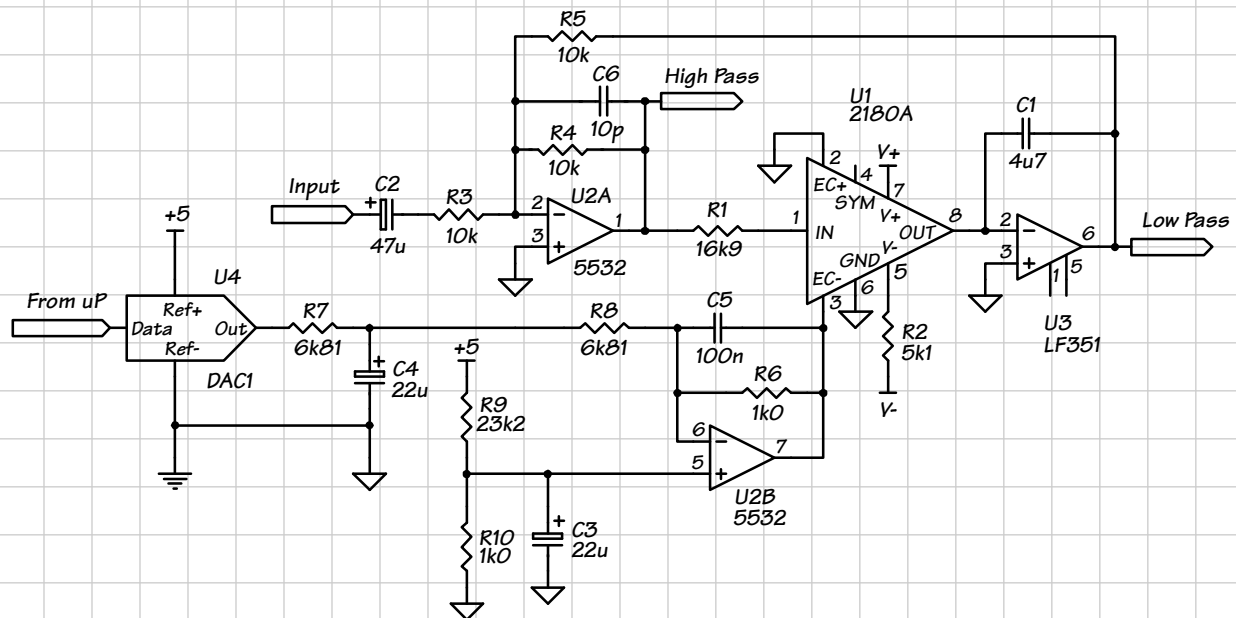 R5
10k
C6
10p
High Pass
R4
10k
U1
2180A
C1
4u7
Input
C2
+
47u
R3
10k
U2A
2
−
3
+
1
5532
R1
16k9
1
IN
2
EC+
4
SYM
V+
7
V+
OUT
8
V-
5
GND
6
EC-
3
R2
5k1
V-
2
−
3
+
6
5
1
U3
LF351
Low Pass
+5
U4
From uP
Ref+
Data
Out
Ref-
DAC1
R7
6k81
+
C4
22u
R8
6k81
C5
100n
R6
1k0
+5
R9
23k2
6
−
5
+
7
U2B
5532
R10
1k0
+
C3
22u